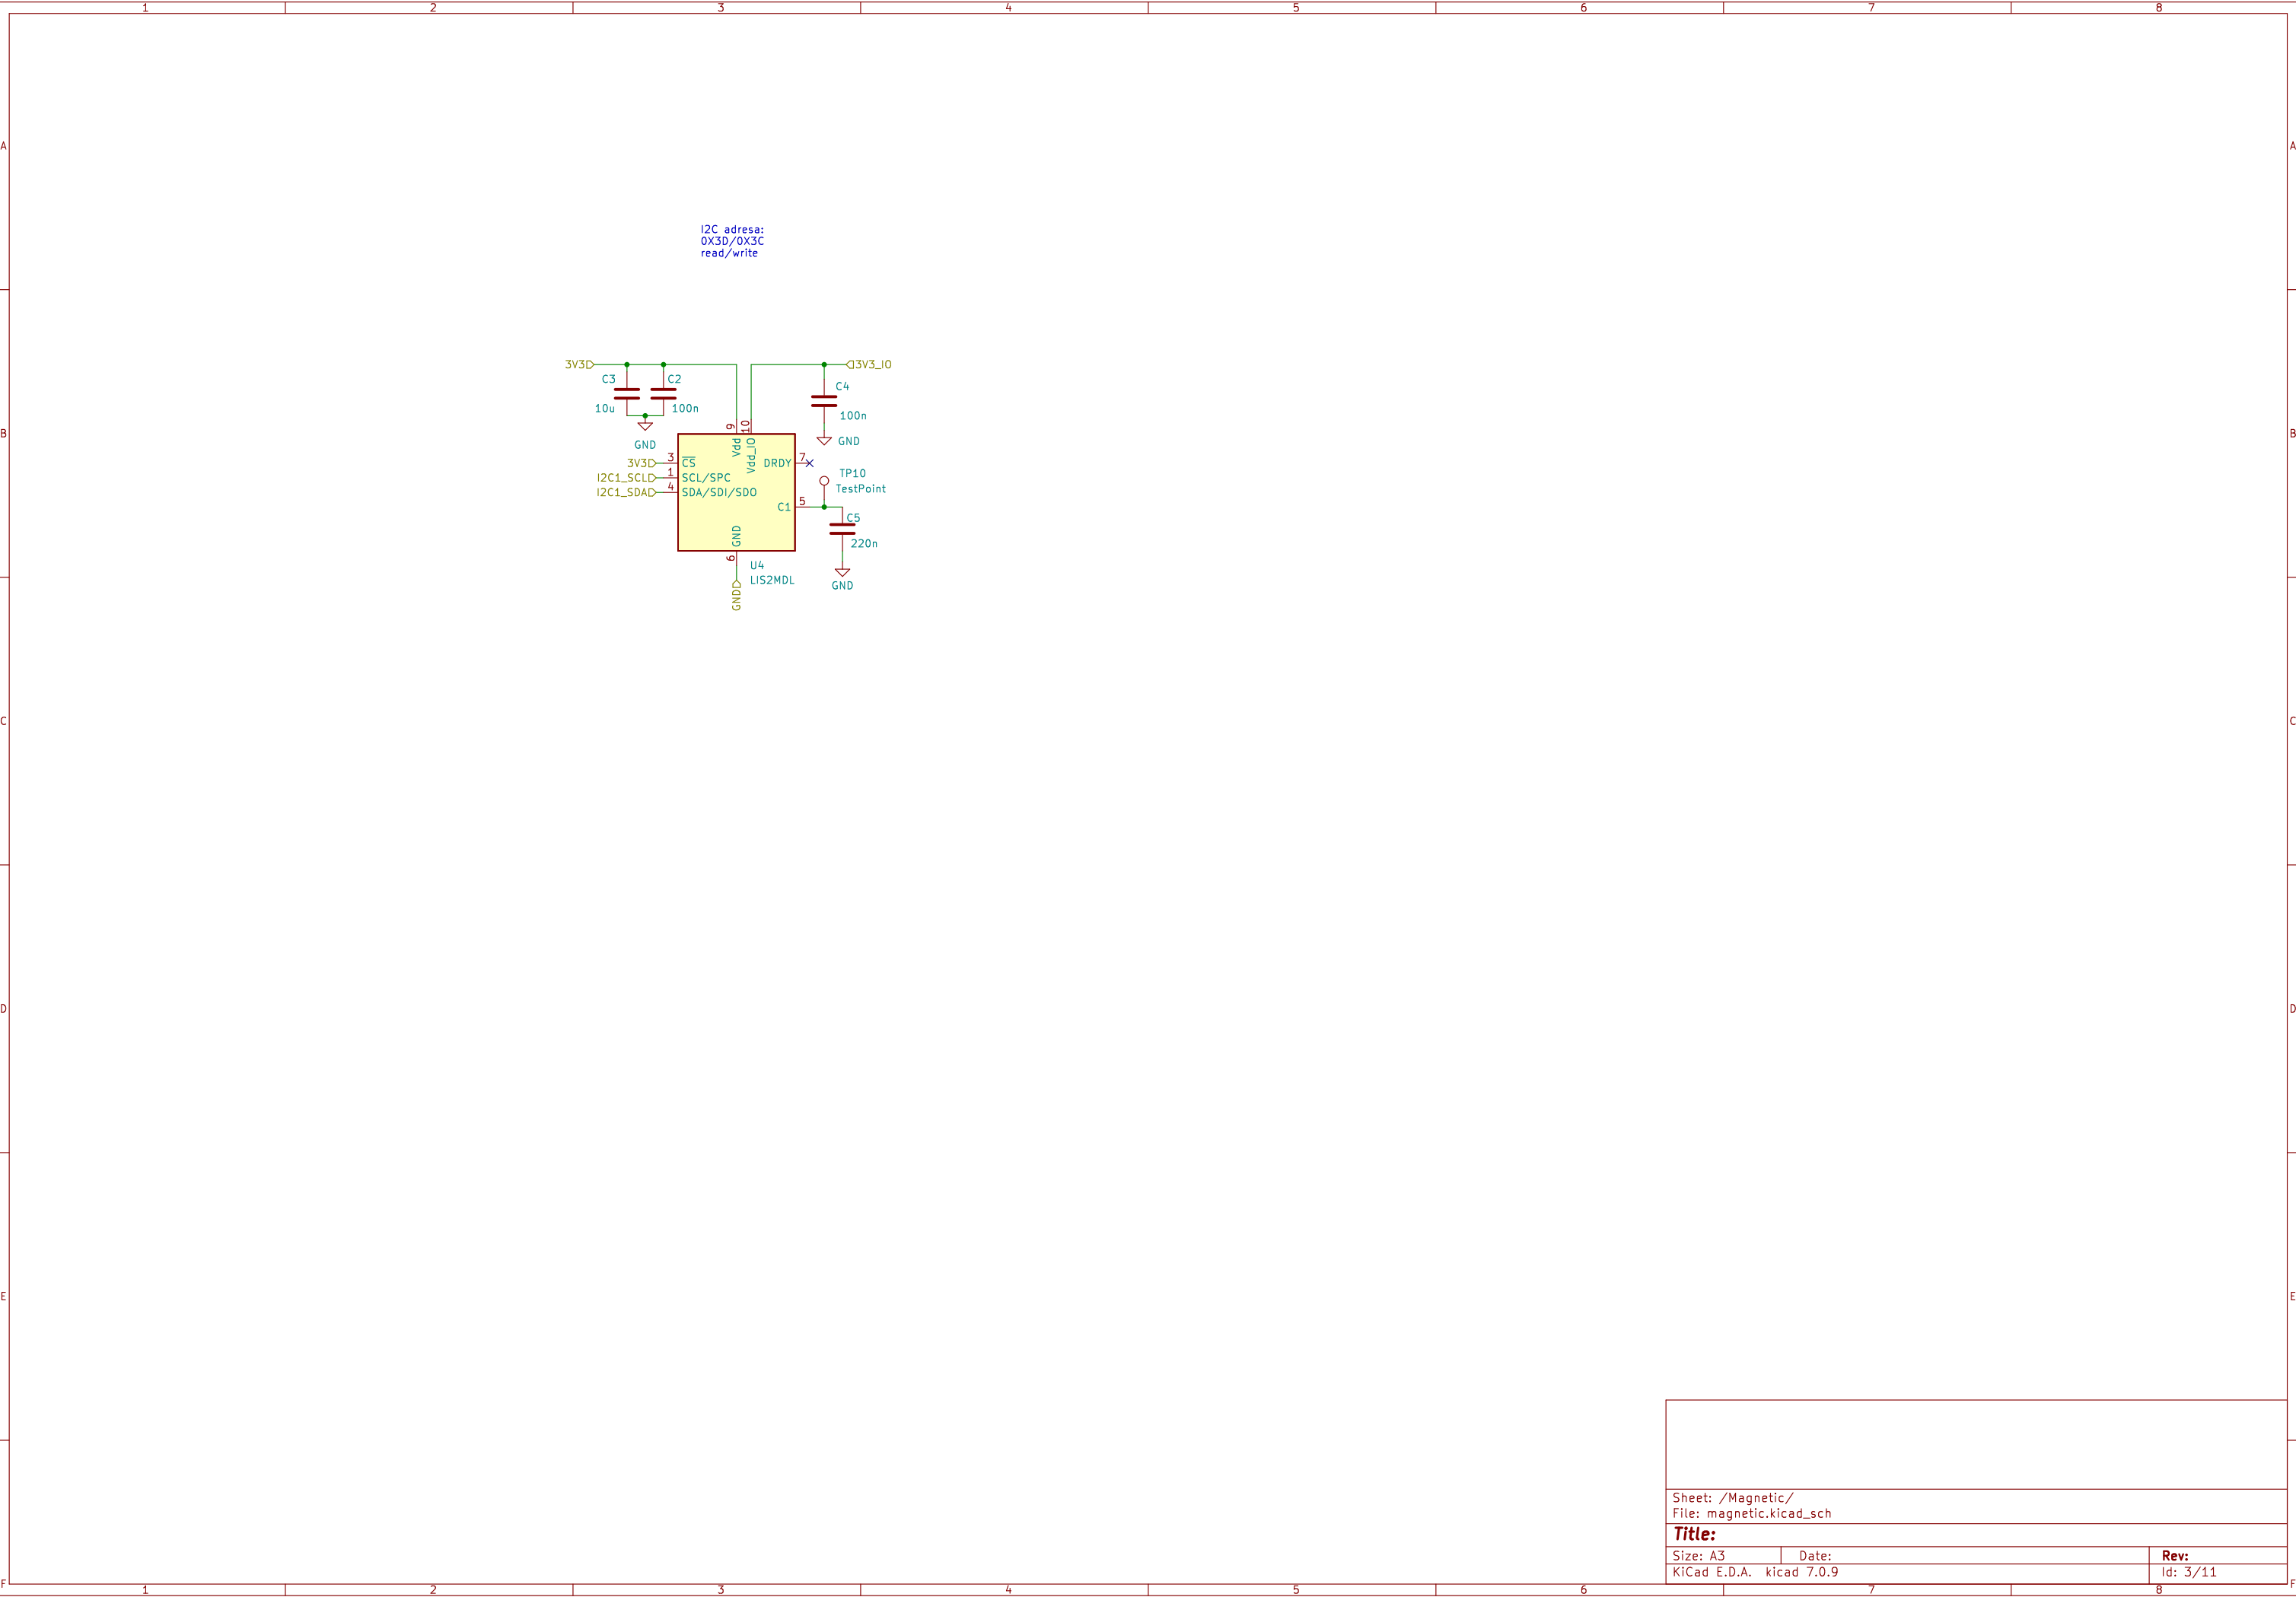 1 2 3 4 5 6 7 8
A A
I2C adresa:
0X3D/0X3C
read/write
3V3 3V3_IO
C3 C2 C4
10u 100n 100n
B B
GND GND
9 10
Vdd Vdd_IO
3V3 3 CS DRDY 7
I2C1_SCL 1 SCL/SPC TP10
I2C1_SDA 4 SDA/SDI/SDO TestPoint
C1 5
C5
GND 220n
6 U4
LIS2MDL GND
GND
C C
D D
E E
Sheet: /Magnetic/
File: magnetic.kicad_sch
Title:
Size: A3 Date: Rev:
KiCad E.D.A. kicad 7.0.9 Id: 3/11
F F
1 2 3 4 5 6 7 8